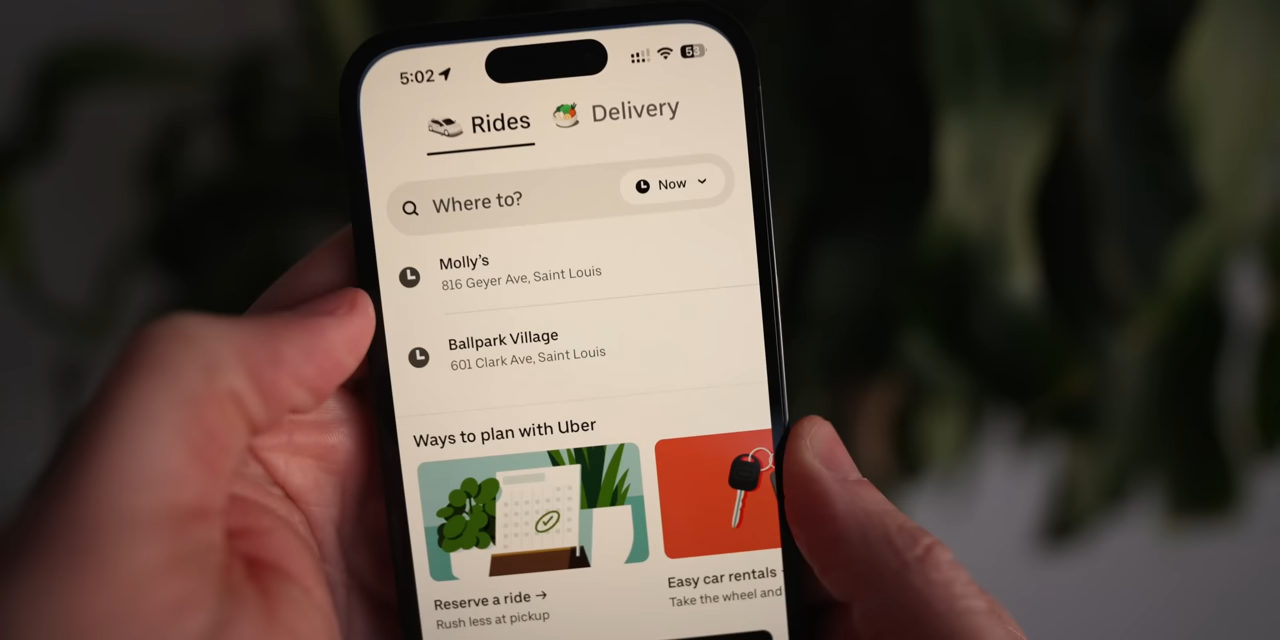 5:02
53
Rides
Delivery
Where to?
Now
Molly's
816 Geyer Ave, Saint Louis
Ballpark Village
601 Clark Ave, Saint Louis
Ways to plan with Uber
Reserve a ride →
Rush less at pickup
Easy car rentals
Take the wheel and